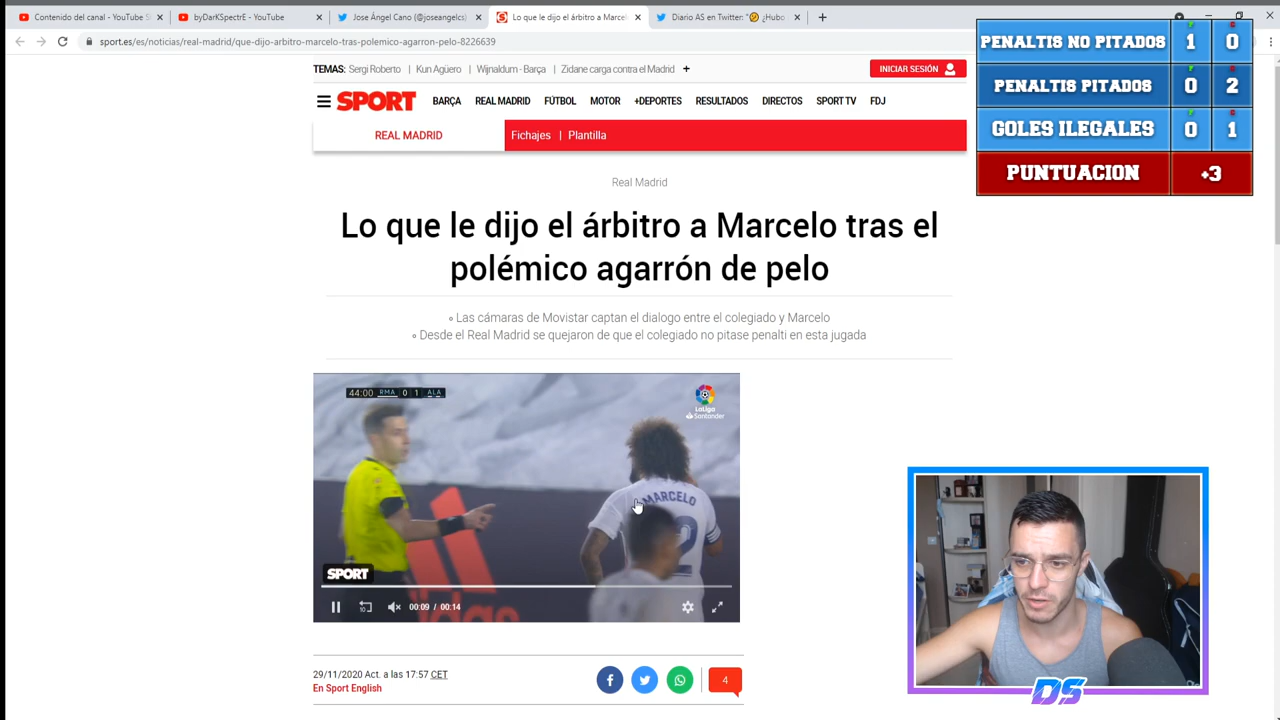 Contenido del canal - YouTube S
byDarKSpectrE - YouTube
Jose Ángel Cano (@joseangelcs)
Lo que le dijo el árbitro a Marcel
Diario AS en Twitter: "🤔 ¿Hubo
sport.es/es/noticias/real-madrid/que-dijo-arbitro-marcelo-tras-polemico-agarron-pelo-8226639
PENALTIS NO PITADOS 1 0
PENALTIS PITADOS 0 2
GOLES ILEGALES 0 1
PUNTUACION +3
TEMAS: Sergi Roberto | Kun Agüero | Wijnaldum - Barça | Zidane carga contra el Madrid +
INICIAR SESIÓN
SPORT BARÇA REAL MADRID FÚTBOL MOTOR +DEPORTES RESULTADOS DIRECTOS SPORT TV FDJ
REAL MADRID Fichajes | Plantilla
Real Madrid
Lo que le dijo el árbitro a Marcelo tras el
polémico agarrón de pelo
Las cámaras de Movistar captan el dialogo entre el colegiado y Marcelo
Desde el Real Madrid se quejaron de que el colegiado no pitase penalti en esta jugada
44:00 RMA 0 1 ALA
LaLiga
Santander
MARCELO
SPORT
10 00:09 / 00:14
29/11/2020 Act. a las 17:57 CET
En Sport English
4
DS